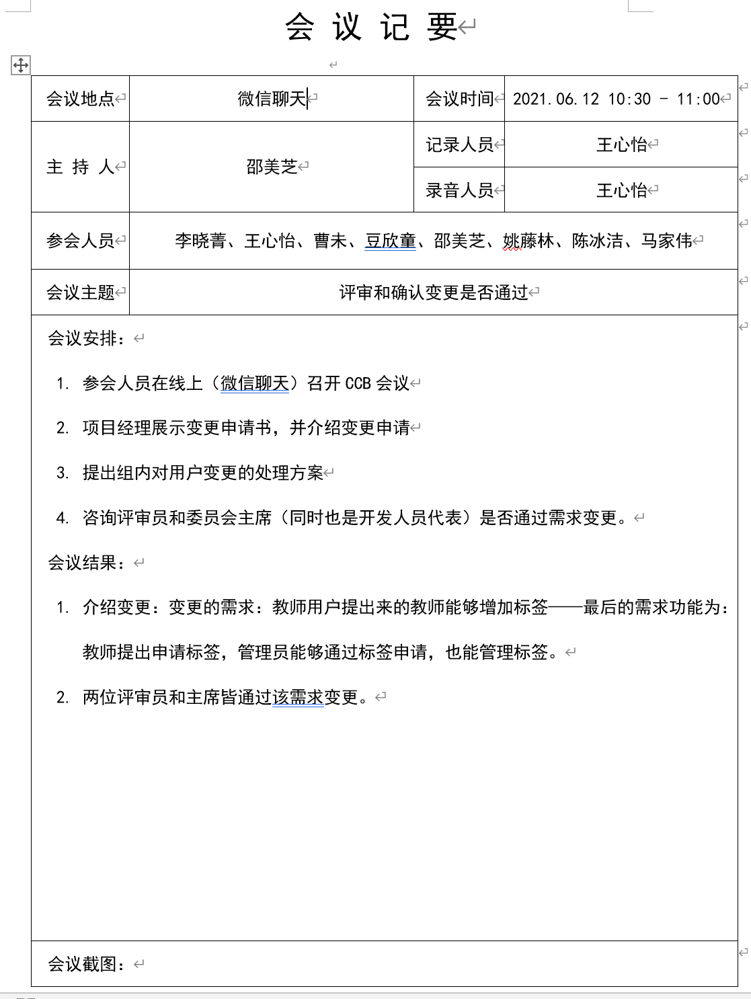 会 议 记 要
会议地点 微信聊天 会议时间 2021.06.12 10:30 - 11:00
主 持 人 邵美芝 记录人员 王心怡
录音人员 王心怡
参会人员 李晓菁、王心怡、曹未、豆欣童、邵美芝、姚藤林、陈冰洁、马家伟
会议主题 评审和确认变更是否通过
会议安排：
1. 参会人员在线上（微信聊天）召开 CCB 会议
2. 项目经理展示变更申请书，并介绍变更申请
3. 提出组内对用户变更的处理方案
4. 咨询评审员和委员会主席（同时也是开发人员代表）是否通过需求变更。
会议结果：
1. 介绍变更：变更的需求：教师用户提出来的教师能够增加标签——最后的需求功能为：
教师提出申请标签，管理员能够通过标签申请，也能管理标签。
2. 两位评审员和主席皆通过该需求变更。
会议截图：